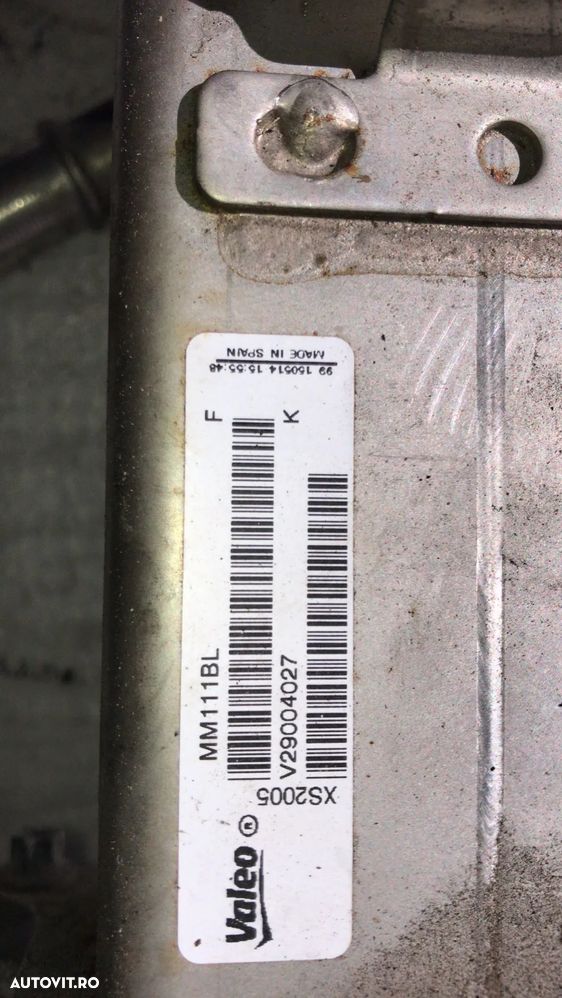 Valeo ®
MM111BL
F
V29004027
K
XS2005
99 150514 15:55:48
MADE IN SPAIN
AUTOVIT.RO